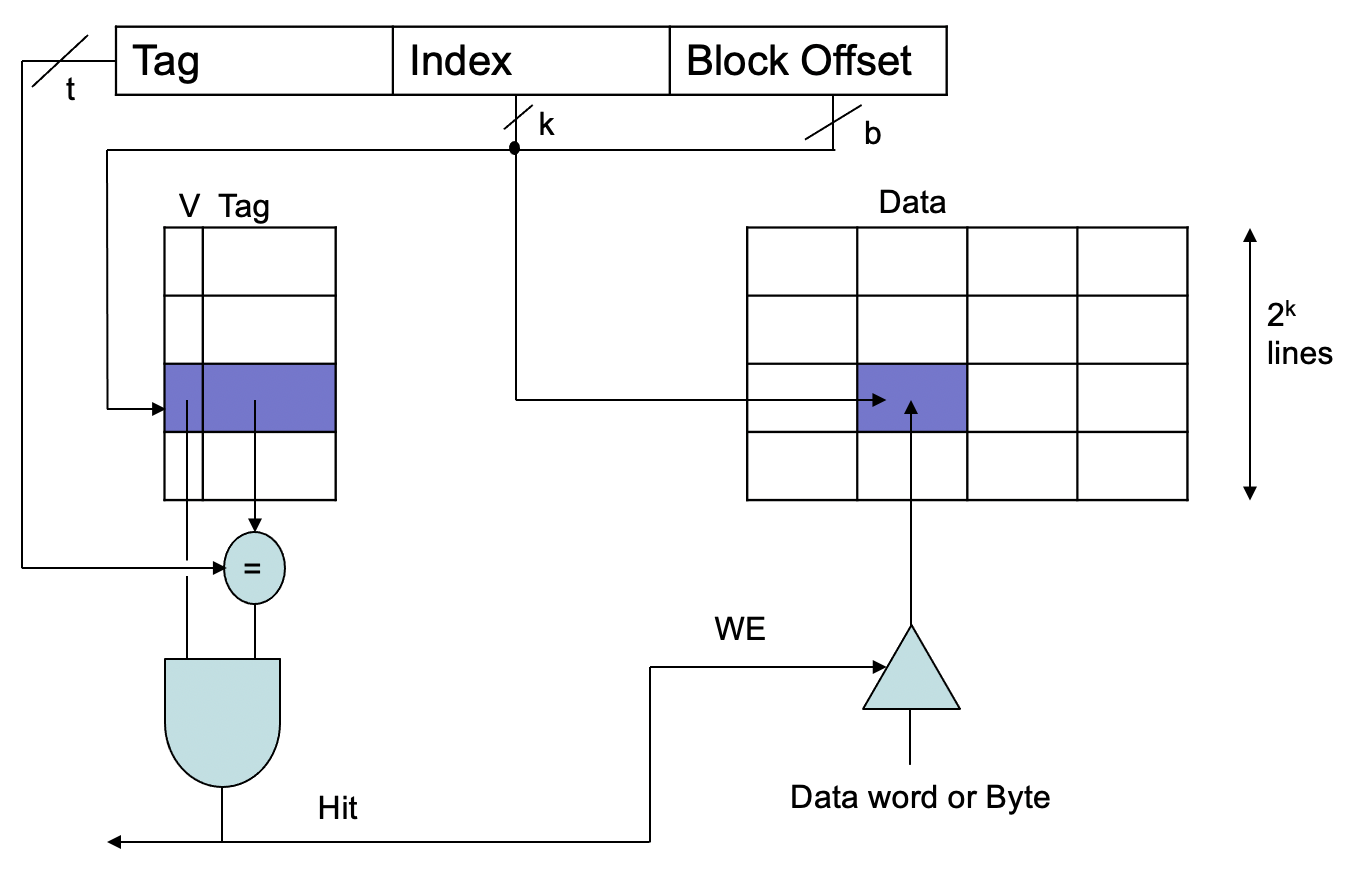 Tag
Index
Block Offset
t
k
b
V Tag
Data
2ᵏ
lines
=
WE
Data word or Byte
Hit